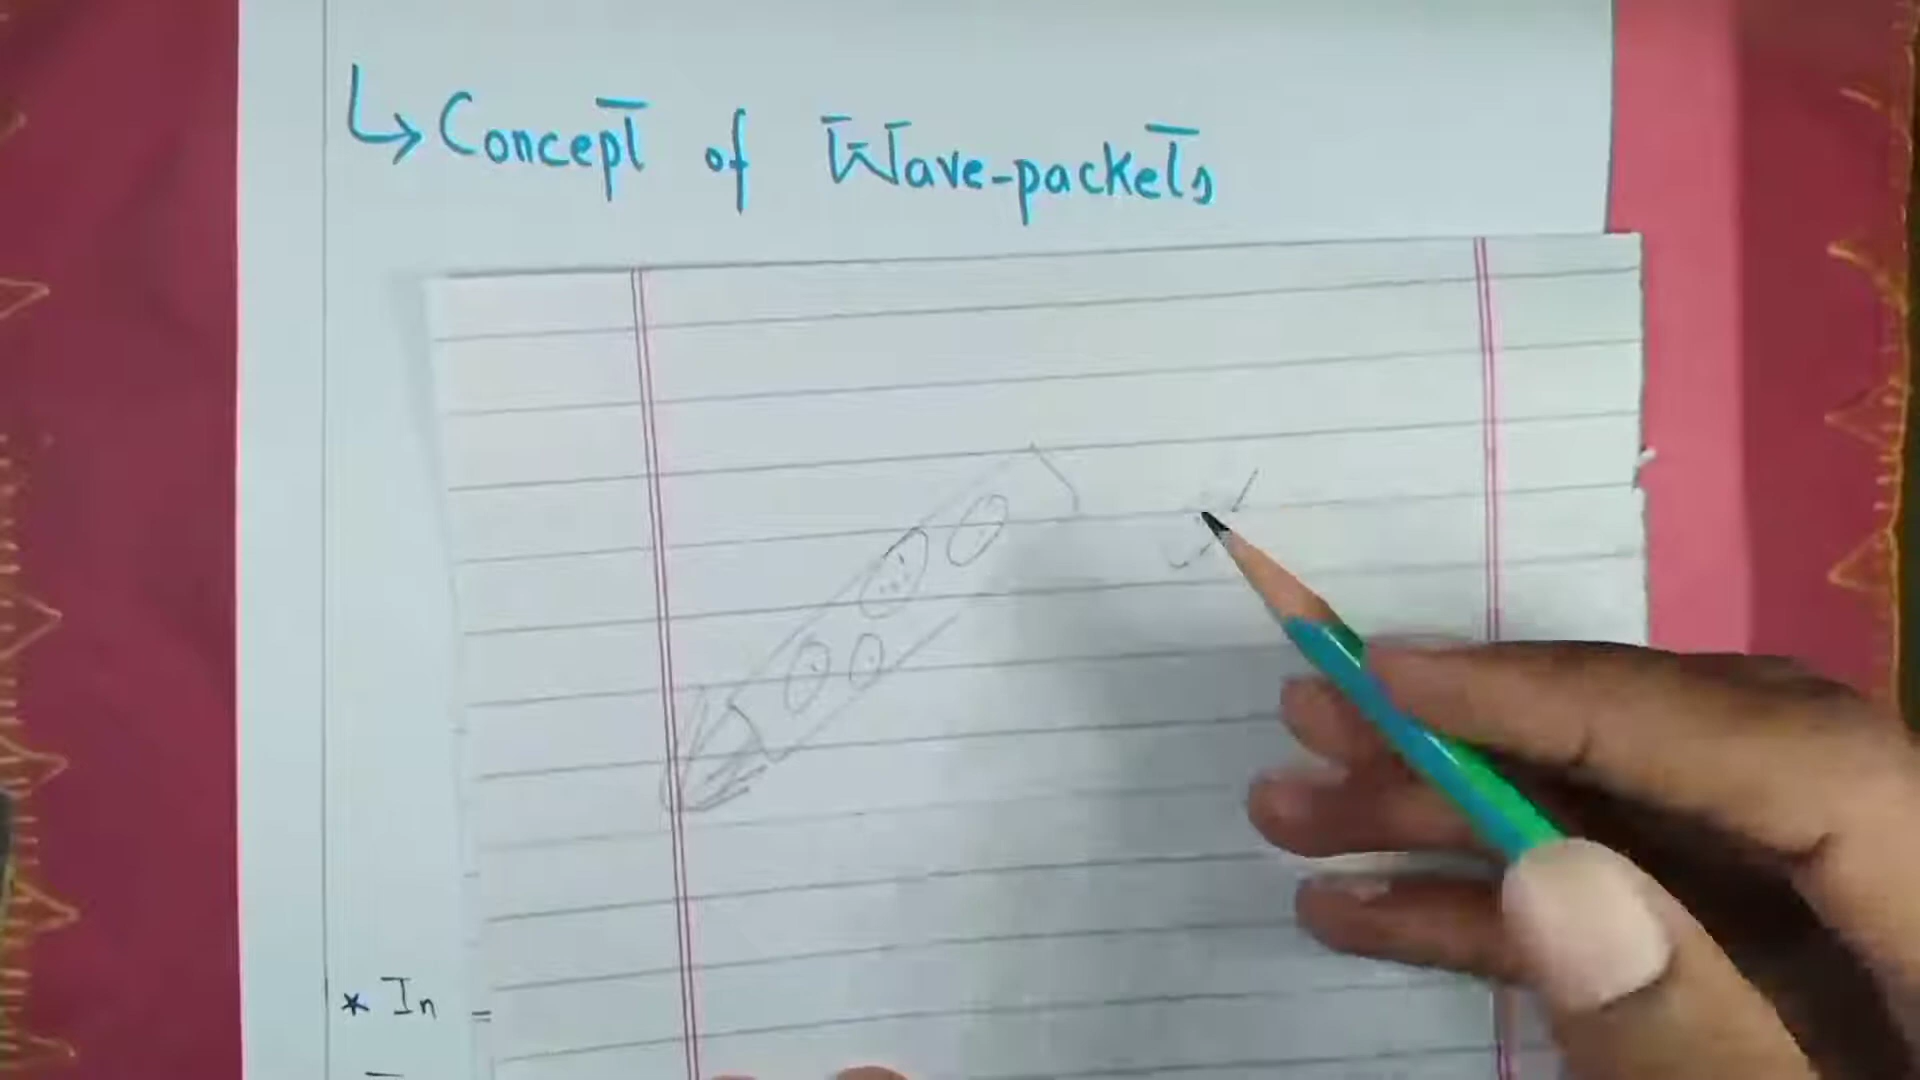 ↳ Concept of Wave-packets
* In